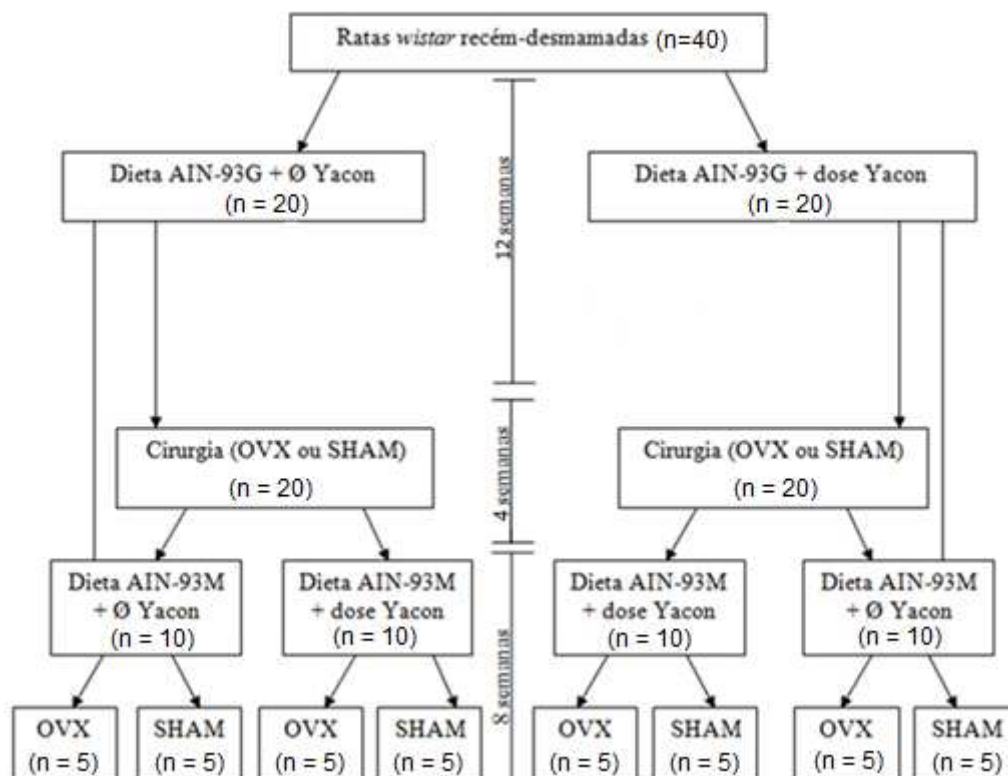 Ratas wistar recém-desmamadas (n=40)
Dieta AIN-93G + Ø Yacon
(n = 20)
Dieta AIN-93G + dose Yacon
(n = 20)
12 semanas
Cirurgia (OVX ou SHAM)
(n = 20)
Cirurgia (OVX ou SHAM)
(n = 20)
4 semanas
Dieta AIN-93M
+ Ø Yacon
(n = 10)
Dieta AIN-93M
+ dose Yacon
(n = 10)
Dieta AIN-93M
+ dose Yacon
(n = 10)
Dieta AIN-93M
+ Ø Yacon
(n = 10)
8 semanas
OVX
(n = 5)
SHAM
(n = 5)
OVX
(n = 5)
SHAM
(n = 5)
OVX
(n = 5)
SHAM
(n = 5)
OVX
(n = 5)
SHAM
(n = 5)